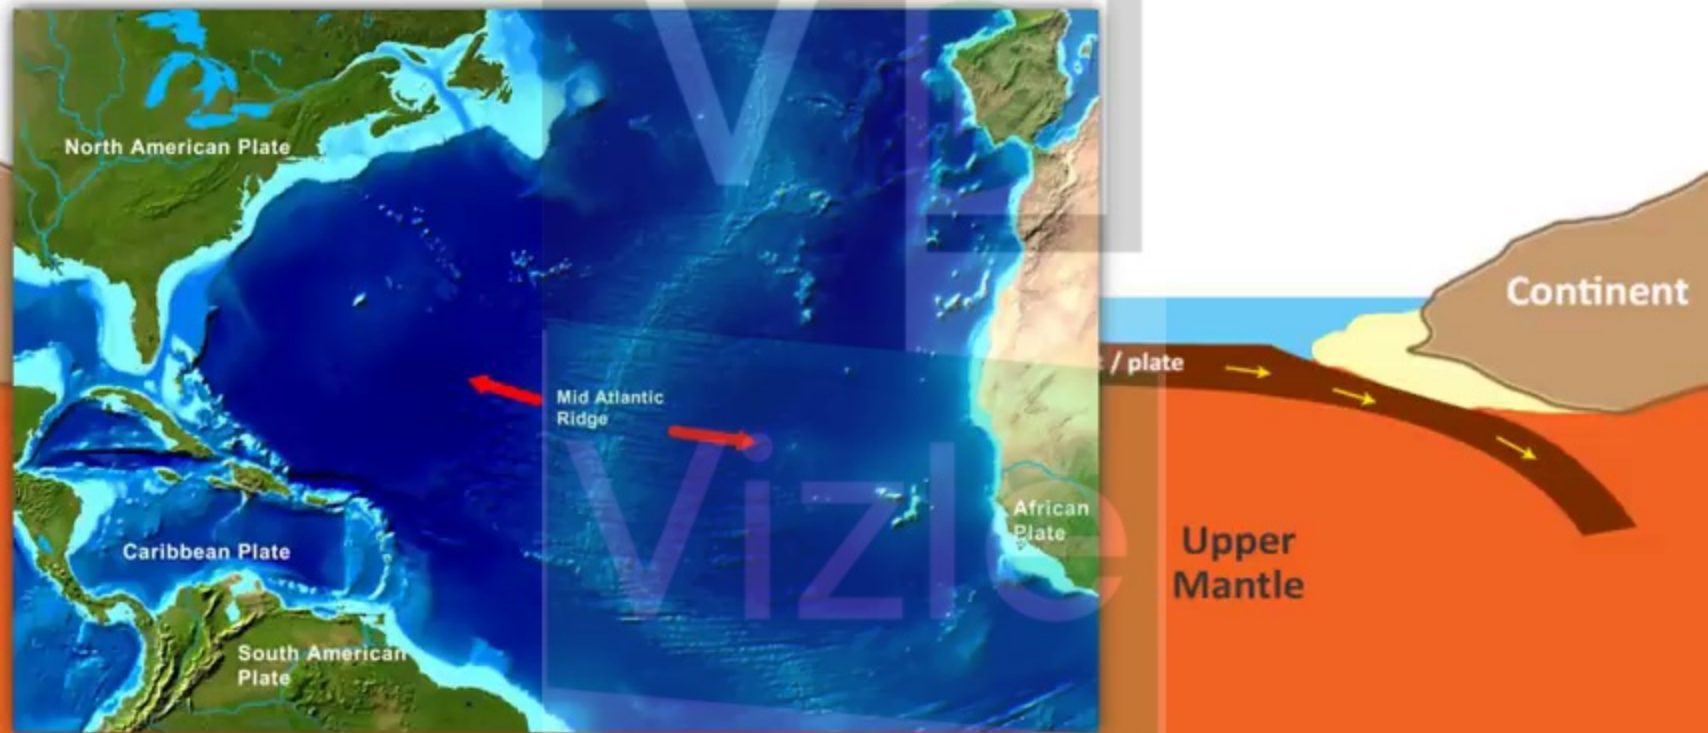 North American Plate
Mid Atlantic
Ridge
African
Plate
Caribbean Plate
South American
Plate
Continent
/ plate
Upper
Mantle
Vizle